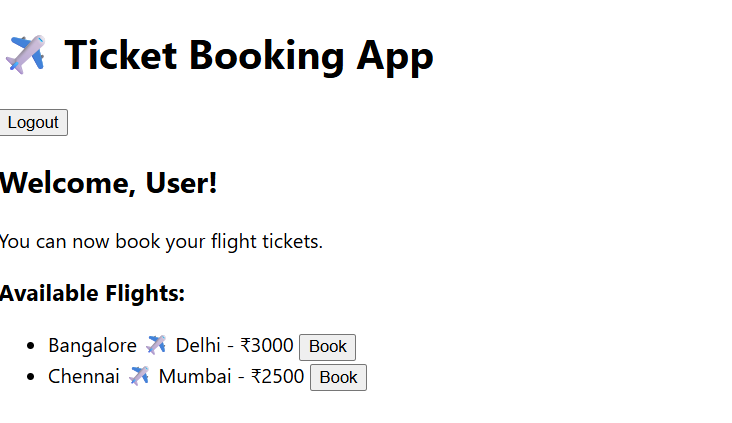 ✈️ Ticket Booking App
Logout
Welcome, User!
You can now book your flight tickets.
Available Flights:
• Bangalore ✈️ Delhi - ₹3000 Book
• Chennai ✈️ Mumbai - ₹2500 Book